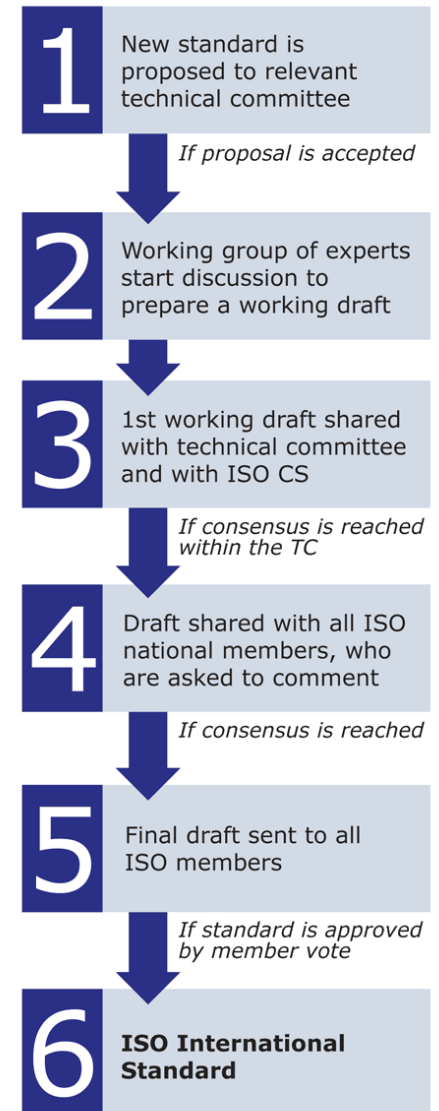 1
New standard is
proposed to relevant
technical committee
If proposal is accepted
2
Working group of experts
start discussion to
prepare a working draft
3
1st working draft shared
with technical committee
and with ISO CS
If consensus is reached
within the TC
4
Draft shared with all ISO
national members, who
are asked to comment
If consensus is reached
5
Final draft sent to all
ISO members
If standard is approved
by member vote
6
ISO International
Standard